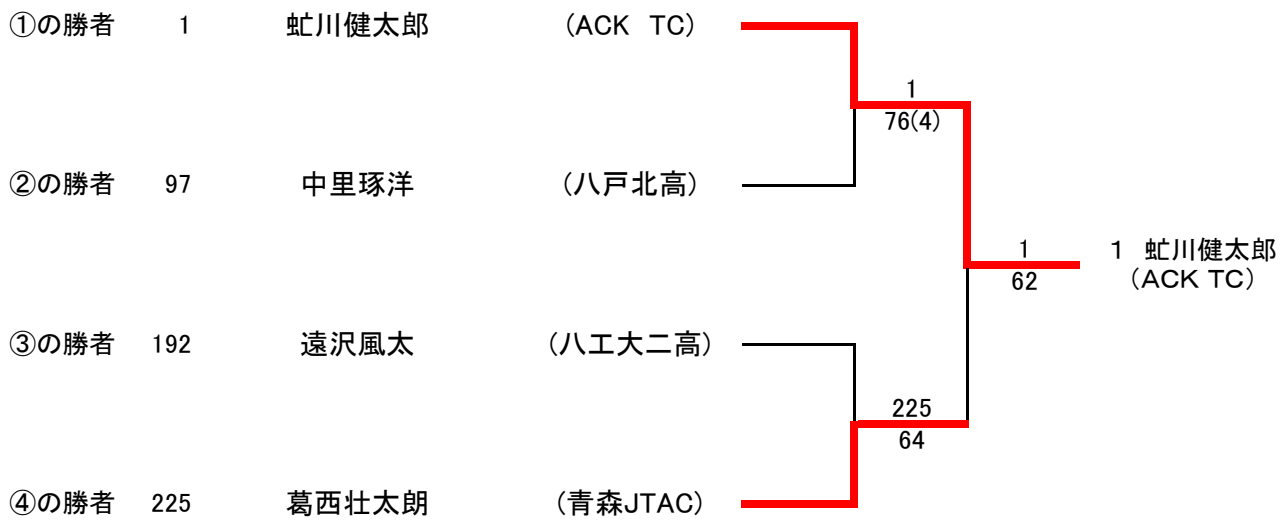 ①の勝者 1 虻川健太郎 (ACK TC)
1
76(4)
②の勝者 97 中里琢洋 (八戸北高)
1
62
1 虻川健太郎
(ACK TC)
③の勝者 192 遠沢風太 (八工大二高)
225
64
④の勝者 225 葛西壮太朗 (青森JTAC)